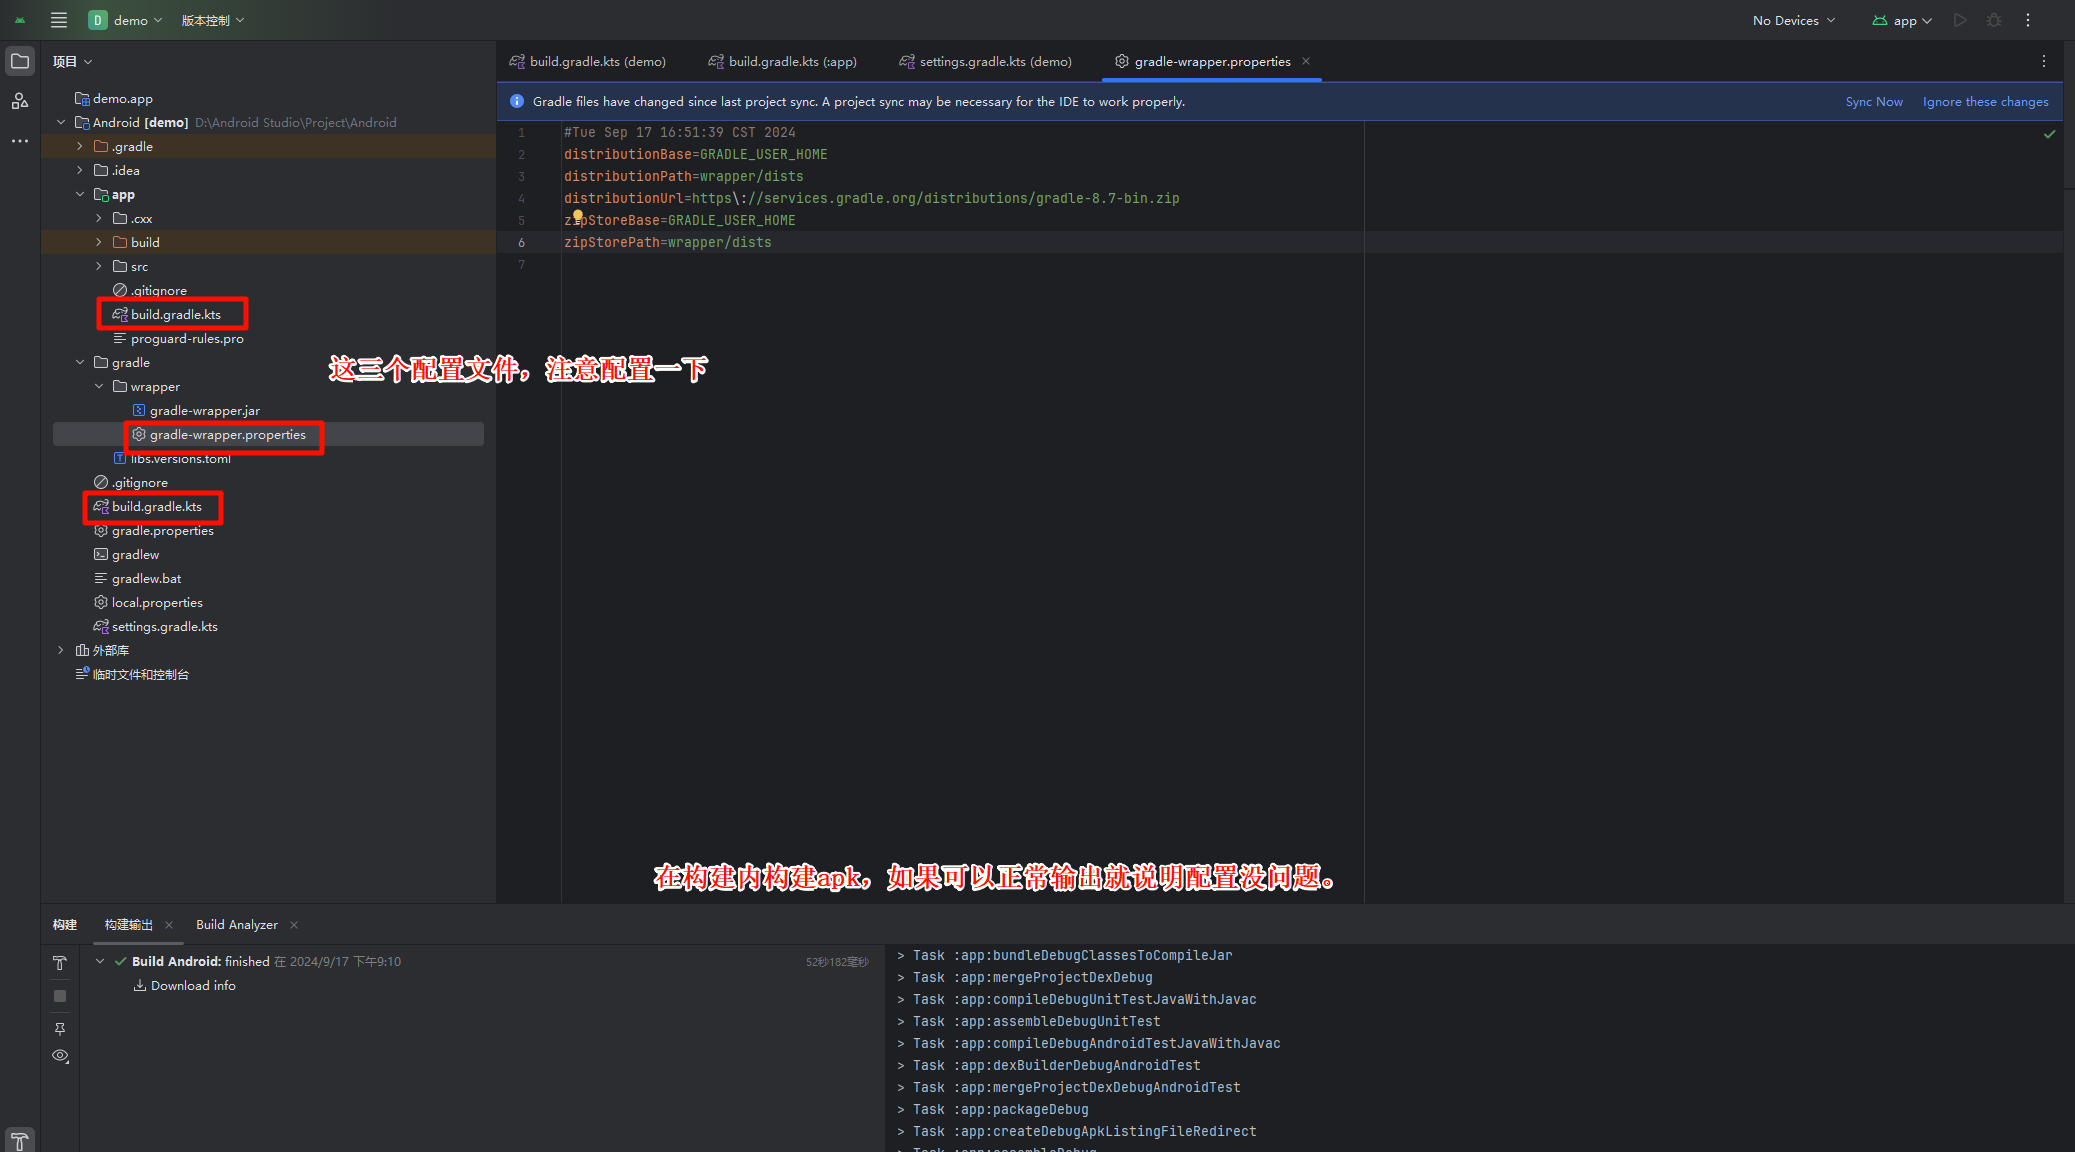 D demo 版本控制 No Devices app
项目
build.gradle.kts (demo) build.gradle.kts (:app) settings.gradle.kts (demo) gradle-wrapper.properties
Gradle files have changed since last project sync. A project sync may be necessary for the IDE to work properly. Sync Now Ignore these changes
demo.app
Android [demo] D:\Android Studio\Project\Android
.gradle
.idea
app
.cxx
build
src
.gitignore
build.gradle.kts
proguard-rules.pro
gradle
wrapper
gradle-wrapper.jar
gradle-wrapper.properties
libs.versions.toml
.gitignore
build.gradle.kts
gradle.properties
gradlew
gradlew.bat
local.properties
settings.gradle.kts
外部库
临时文件和控制台
1 #Tue Sep 17 16:51:39 CST 2024
2 distributionBase=GRADLE_USER_HOME
3 distributionPath=wrapper/dists
4 distributionUrl=https\://services.gradle.org/distributions/gradle-8.7-bin.zip
5 zipStoreBase=GRADLE_USER_HOME
6 zipStorePath=wrapper/dists
7
这三个配置文件，注意配置一下
在构建内构建apk，如果可以正常输出就说明配置没问题。
构建 构建输出 Build Analyzer
Build Android: finished 在 2024/9/17 下午9:10 52秒182毫秒
Download info
> Task :app:bundleDebugClassesToCompileJar
> Task :app:mergeProjectDexDebug
> Task :app:compileDebugUnitTestJavaWithJavac
> Task :app:assembleDebugUnitTest
> Task :app:compileDebugAndroidTestJavaWithJavac
> Task :app:dexBuilderDebugAndroidTest
> Task :app:mergeProjectDexDebugAndroidTest
> Task :app:packageDebug
> Task :app:createDebugApkListingFileRedirect
> Task :app:assembleDebug